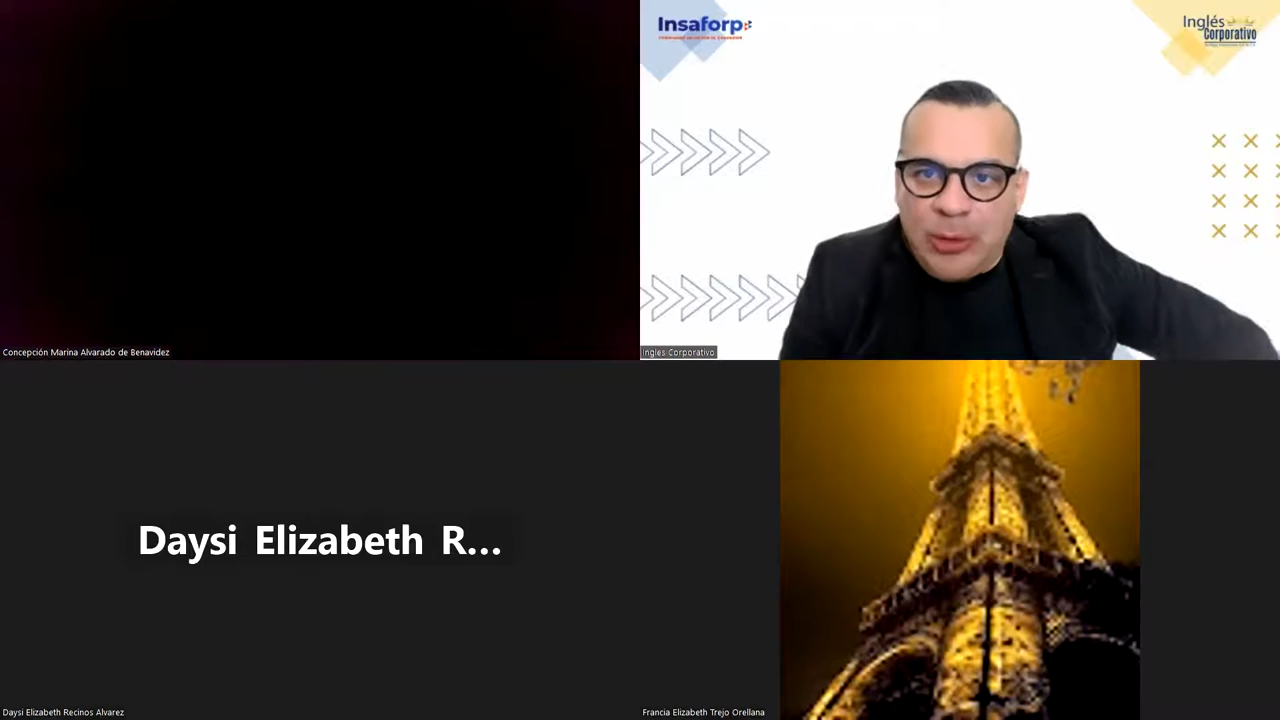 Insaforp
Inglés
Corporativo
Concepción Marina Alvarado de Benavidez
Ingles Corporativo
Daysi Elizabeth R...
Daysi Elizabeth Recinos Alvarez
Francia Elizabeth Trejo Orellana